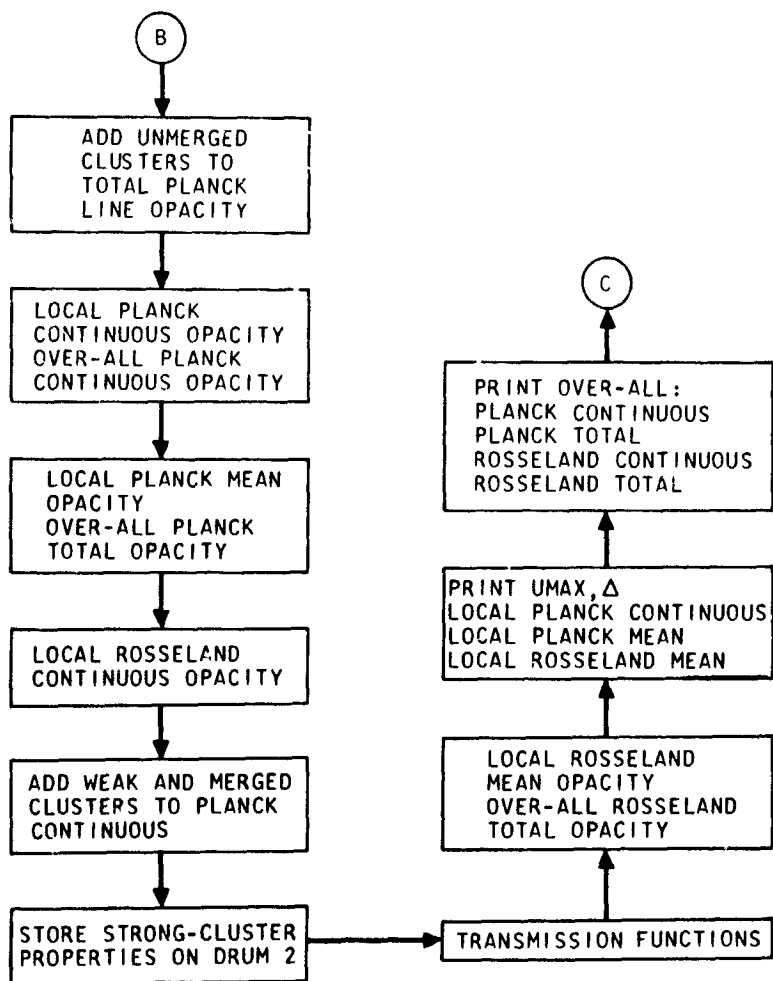 B
ADD UNMERGED
CLUSTERS TO
TOTAL PLANCK
LINE OPACITY
LOCAL PLANCK
CONTINUOUS OPACITY
OVER-ALL PLANCK
CONTINUOUS OPACITY
LOCAL PLANCK MEAN
OPACITY
OVER-ALL PLANCK
TOTAL OPACITY
LOCAL ROSSELAND
CONTINUOUS OPACITY
ADD WEAK AND MERGED
CLUSTERS TO PLANCK
CONTINUOUS
STORE STRONG-CLUSTER
PROPERTIES ON DRUM 2
TRANSMISSION FUNCTIONS
LOCAL ROSSELAND
MEAN OPACITY
OVER-ALL ROSSELAND
TOTAL OPACITY
PRINT UMAX,Δ
LOCAL PLANCK CONTINUOUS
LOCAL PLANCK MEAN
LOCAL ROSSELAND MEAN
PRINT OVER-ALL:
PLANCK CONTINUOUS
PLANCK TOTAL
ROSSELAND CONTINUOUS
ROSSELAND TOTAL
C